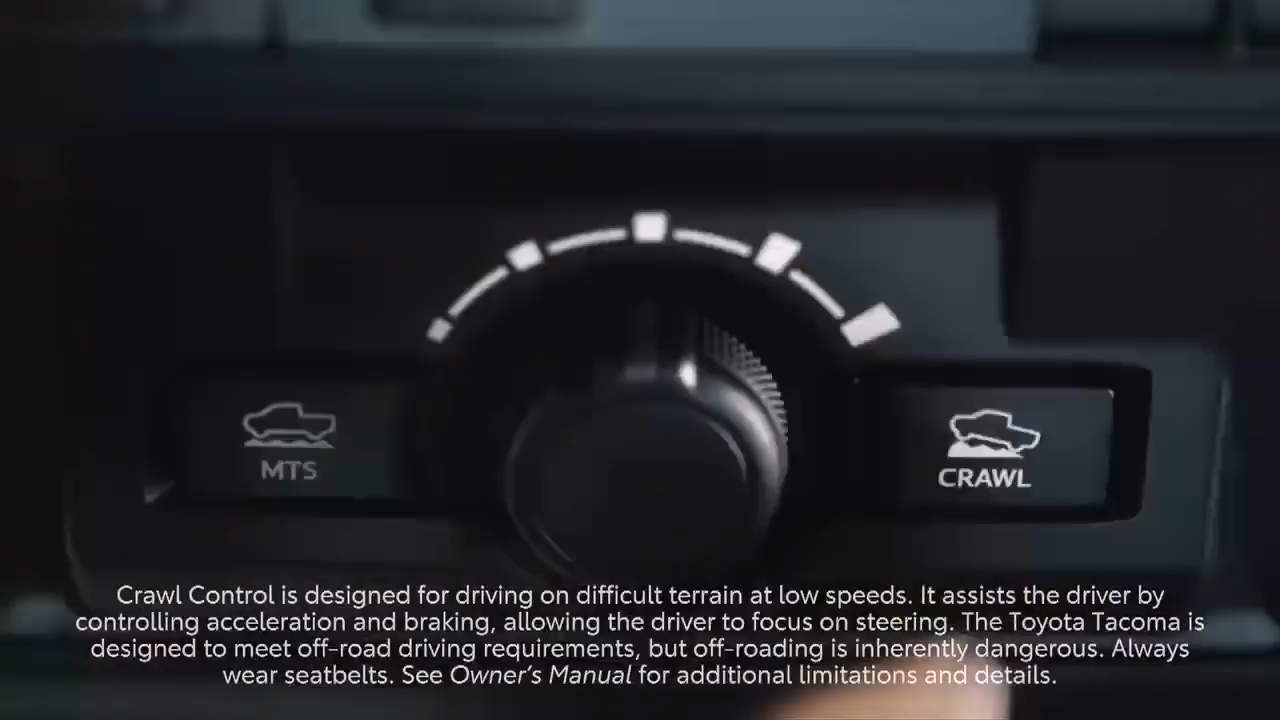 MTS
CRAWL
Crawl Control is designed for driving on difficult terrain at low speeds. It assists the driver by
controlling acceleration and braking, allowing the driver to focus on steering. The Toyota Tacoma is
designed to meet off-road driving requirements, but off-roading is inherently dangerous. Always
wear seatbelts. See Owner's Manual for additional limitations and details.